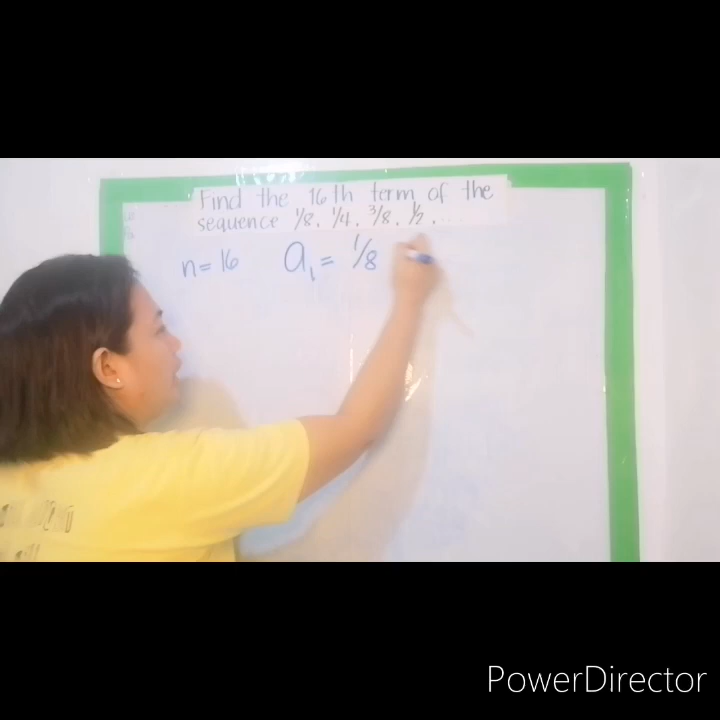 Find the 16th term of the
sequence 1/8, 1/4, 3/8, 1/2, ...
n=16 a₁ = 1/8
PowerDirector